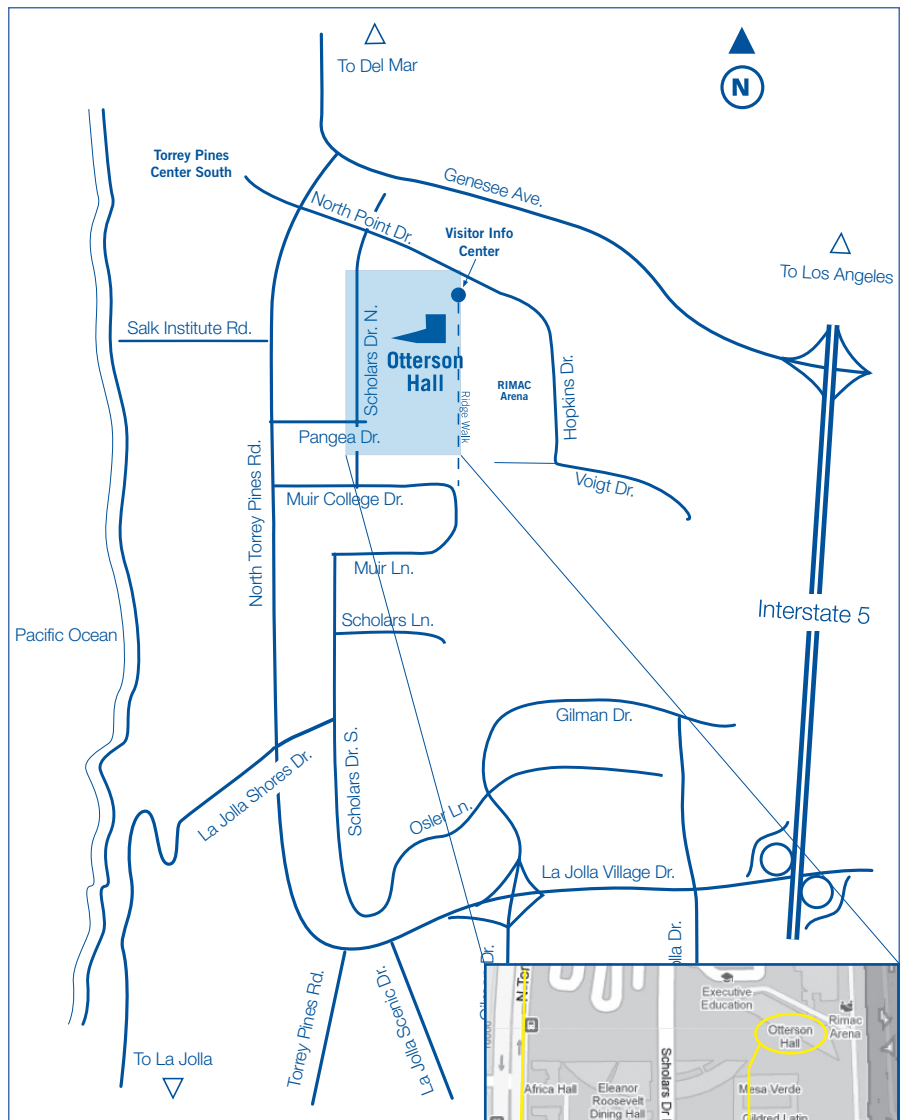 To Del Mar
N
Torrey Pines
Center South
Genesee Ave.
North Point Dr.
Visitor Info
Center
To Los Angeles
Salk Institute Rd.
Scholars Dr. N.
Otterson
Hall
RIMAC
Arena
Ridge Walk
Hopkins Dr.
Pangea Dr.
North Torrey Pines Rd.
Muir College Dr.
Voigt Dr.
Muir Ln.
Interstate 5
Scholars Ln.
Pacific Ocean
Gilman Dr.
Scholars Dr. S.
La Jolla Shores Dr.
Osler Ln.
La Jolla Village Dr.
Dr.
lla Dr.
Torrey Pines Rd.
La Jolla Scenic Dr.
To La Jolla
N Tor
Executive
Education
Rimac
Arena
Otterson
Hall
Scholars Dr
Africa Hall
Eleanor
Roosevelt
Dining Hall
Mesa Verde